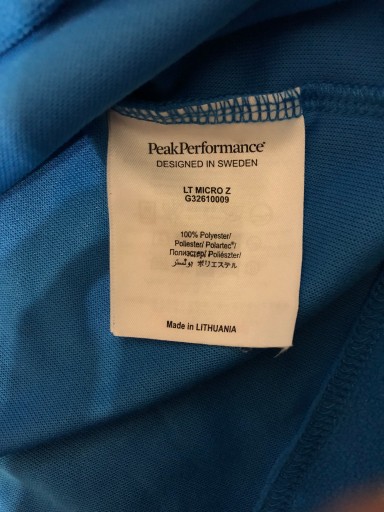 PeakPerformance®
DESIGNED IN SWEDEN
LT MICRO Z
G32610009
100% Polyester/
Poliester/ Polartec®/
Полиэстер/ Poliészter/
پولستر ポリエステル
Made in LITHUANIA